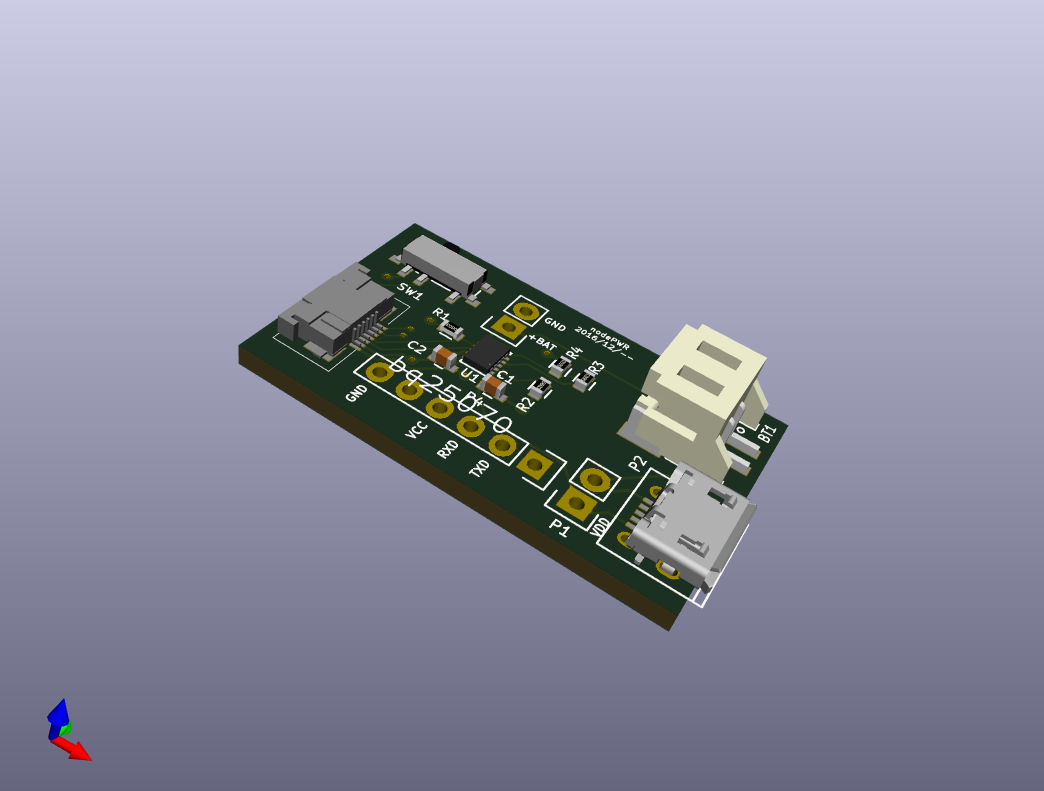 SW1
R1
GND
nodePWR
2016/12/--
+BAT
C2
R4
R3
U1
C1
bq25070
P4
R2
GND
VCC
RXD
TXD
BT1
P2
P1
VDD